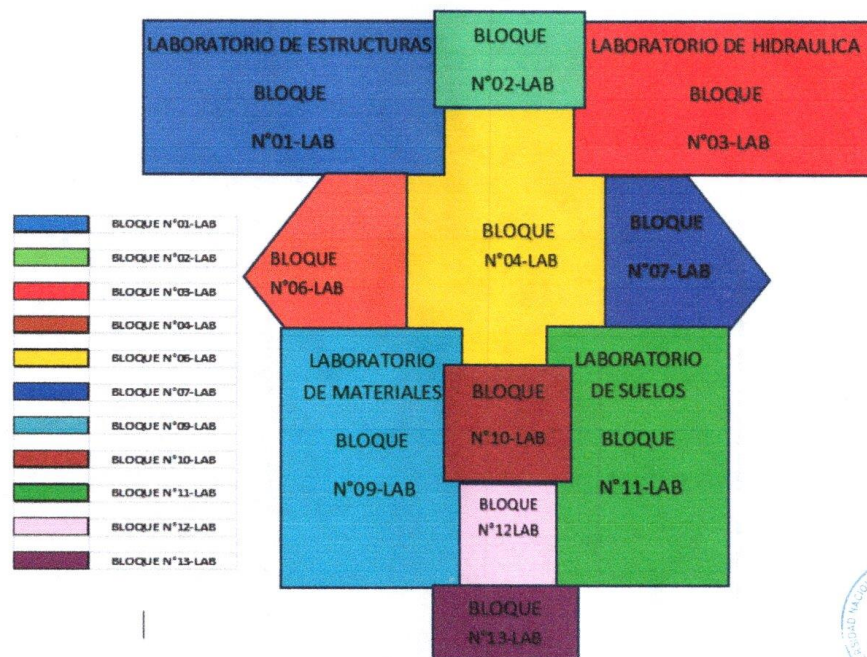 LABORATORIO DE ESTRUCTURAS
BLOQUE
N°01-LAB
BLOQUE
N°02-LAB
LABORATORIO DE HIDRAULICA
BLOQUE
N°03-LAB
BLOQUE
N°06-LAB
BLOQUE
N°04-LAB
BLOQUE
N°07-LAB
LABORATORIO
DE MATERIALES
BLOQUE
N°09-LAB
BLOQUE
N°10-LAB
LABORATORIO
DE SUELOS
BLOQUE
N°11-LAB
BLOQUE
N°12LAB
BLOQUE
N°13-LAB
BLOQUE N°01-LAB
BLOQUE N°02-LAB
BLOQUE N°03-LAB
BLOQUE N°04-LAB
BLOQUE N°06-LAB
BLOQUE N°07-LAB
BLOQUE N°09-LAB
BLOQUE N°10-LAB
BLOQUE N°11-LAB
BLOQUE N°12-LAB
BLOQUE N°13-LAB